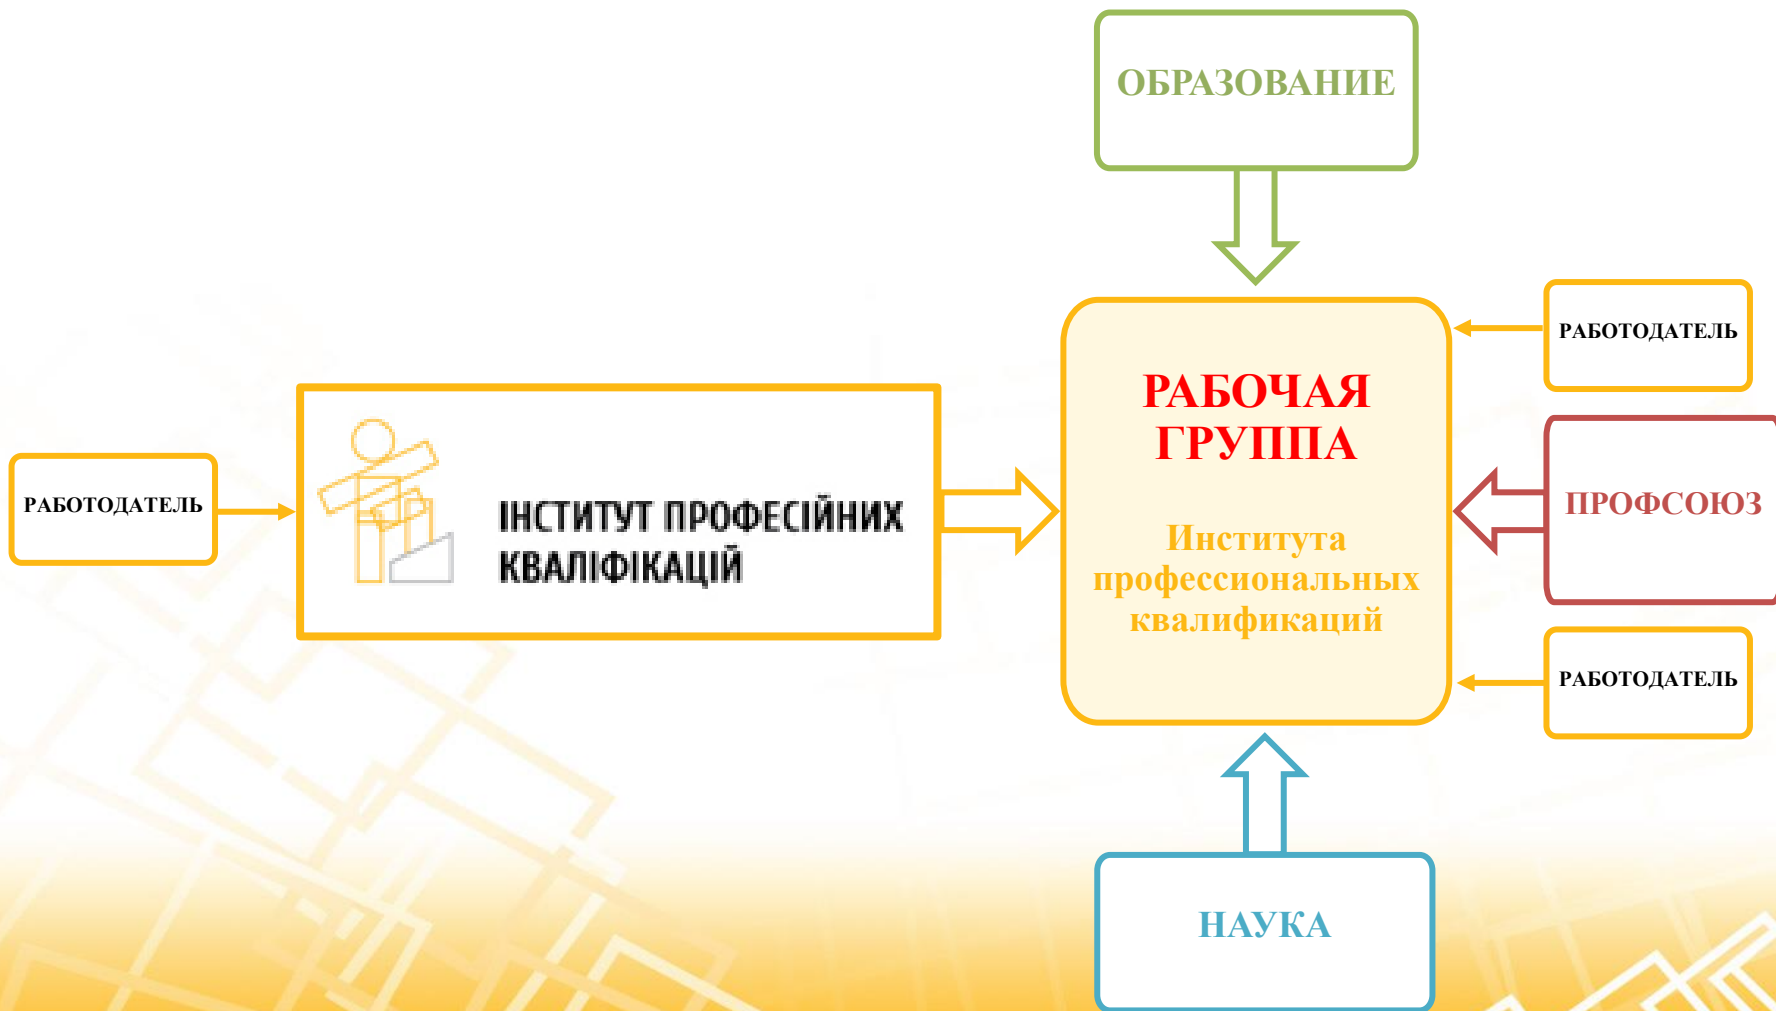 ОБРАЗОВАНИЕ
РАБОТОДАТЕЛЬ
РАБОЧАЯ
ГРУППА
Института
профессиональных
квалификаций
РАБОТОДАТЕЛЬ
ІНСТИТУТ ПРОФЕСІЙНИХ
КВАЛІФІКАЦІЙ
ПРОФСОЮЗ
РАБОТОДАТЕЛЬ
НАУКА